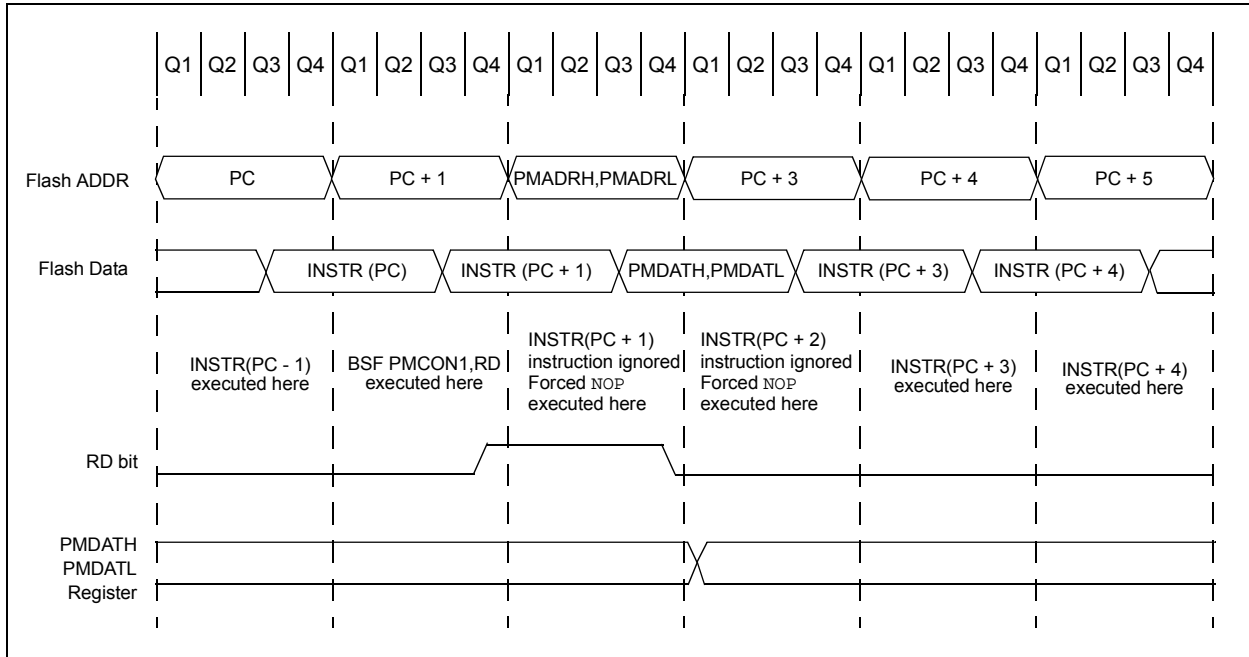 Q1 Q2 Q3 Q4 Q1 Q2 Q3 Q4 Q1 Q2 Q3 Q4 Q1 Q2 Q3 Q4 Q1 Q2 Q3 Q4 Q1 Q2 Q3 Q4
Flash ADDR PC PC + 1 PMADRH,PMADRL PC + 3 PC + 4 PC + 5
Flash Data INSTR (PC) INSTR (PC + 1) PMDATH,PMDATL INSTR (PC + 3) INSTR (PC + 4)
INSTR(PC - 1)
executed here
BSF PMCON1,RD
executed here
INSTR(PC + 1)
instruction ignored
Forced NOP
executed here
INSTR(PC + 2)
instruction ignored
Forced NOP
executed here
INSTR(PC + 3)
executed here
INSTR(PC + 4)
executed here
RD bit
PMDATH
PMDATL
Register